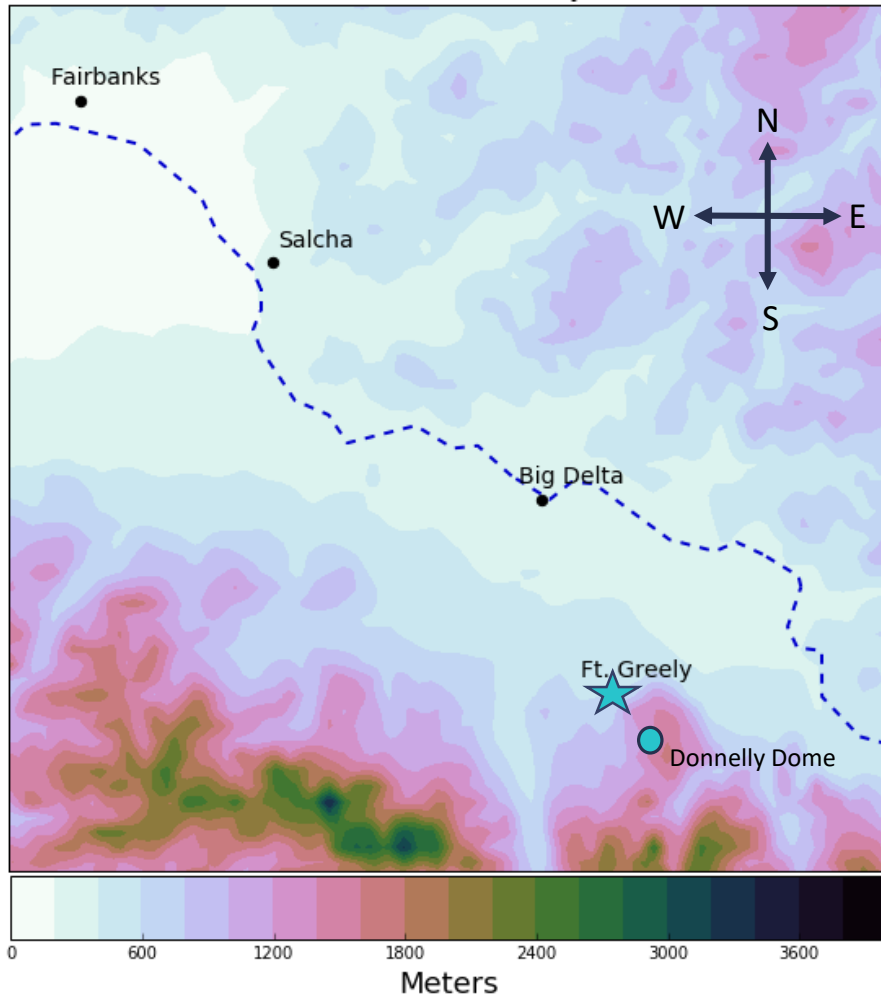 Fairbanks
N
W
E
Salcha
S
Big Delta
Ft. Greely
Donnelly Dome
0
600
1200
1800
2400
3000
3600
Meters